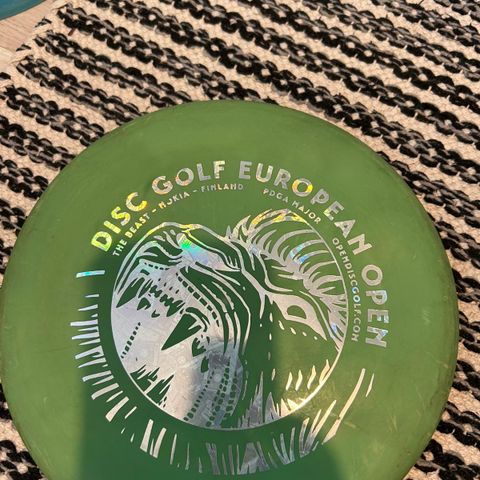 DISC GOLF EUROPEAN OPEN
THE BEAST - NOKIA - FINLAND PDGA MAJOR OPENDISCGOLF.COM